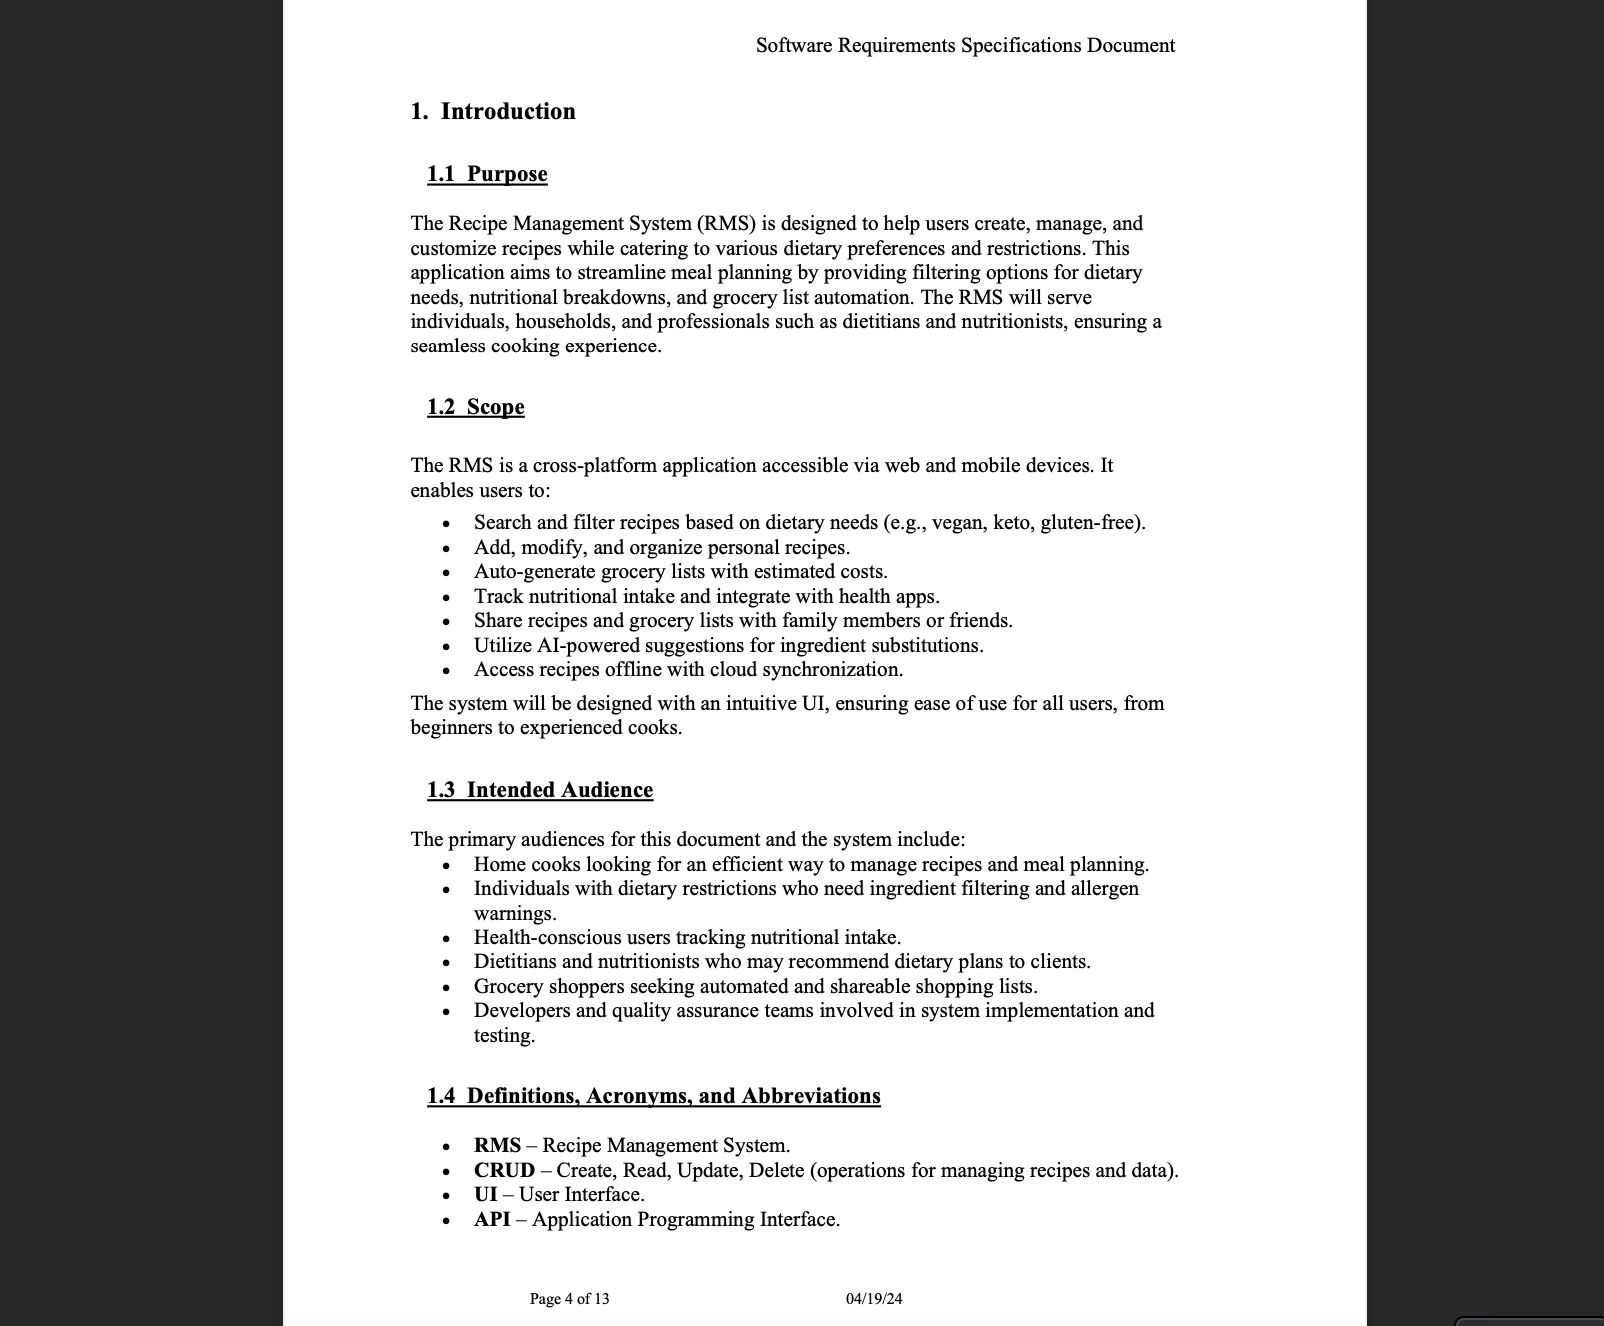 Software Requirements Specifications Document
1. Introduction
1.1 Purpose
The Recipe Management System (RMS) is designed to help users create, manage, and
customize recipes while catering to various dietary preferences and restrictions. This
application aims to streamline meal planning by providing filtering options for dietary
needs, nutritional breakdowns, and grocery list automation. The RMS will serve
individuals, households, and professionals such as dietitians and nutritionists, ensuring a
seamless cooking experience.
1.2 Scope
The RMS is a cross-platform application accessible via web and mobile devices. It
enables users to:
• Search and filter recipes based on dietary needs (e.g., vegan, keto, gluten-free).
• Add, modify, and organize personal recipes.
• Auto-generate grocery lists with estimated costs.
• Track nutritional intake and integrate with health apps.
• Share recipes and grocery lists with family members or friends.
• Utilize AI-powered suggestions for ingredient substitutions.
• Access recipes offline with cloud synchronization.
The system will be designed with an intuitive UI, ensuring ease of use for all users, from
beginners to experienced cooks.
1.3 Intended Audience
The primary audiences for this document and the system include:
• Home cooks looking for an efficient way to manage recipes and meal planning.
• Individuals with dietary restrictions who need ingredient filtering and allergen
warnings.
• Health-conscious users tracking nutritional intake.
• Dietitians and nutritionists who may recommend dietary plans to clients.
• Grocery shoppers seeking automated and shareable shopping lists.
• Developers and quality assurance teams involved in system implementation and
testing.
1.4 Definitions, Acronyms, and Abbreviations
• RMS – Recipe Management System.
• CRUD – Create, Read, Update, Delete (operations for managing recipes and data).
• UI – User Interface.
• API – Application Programming Interface.
Page 4 of 13 04/19/24